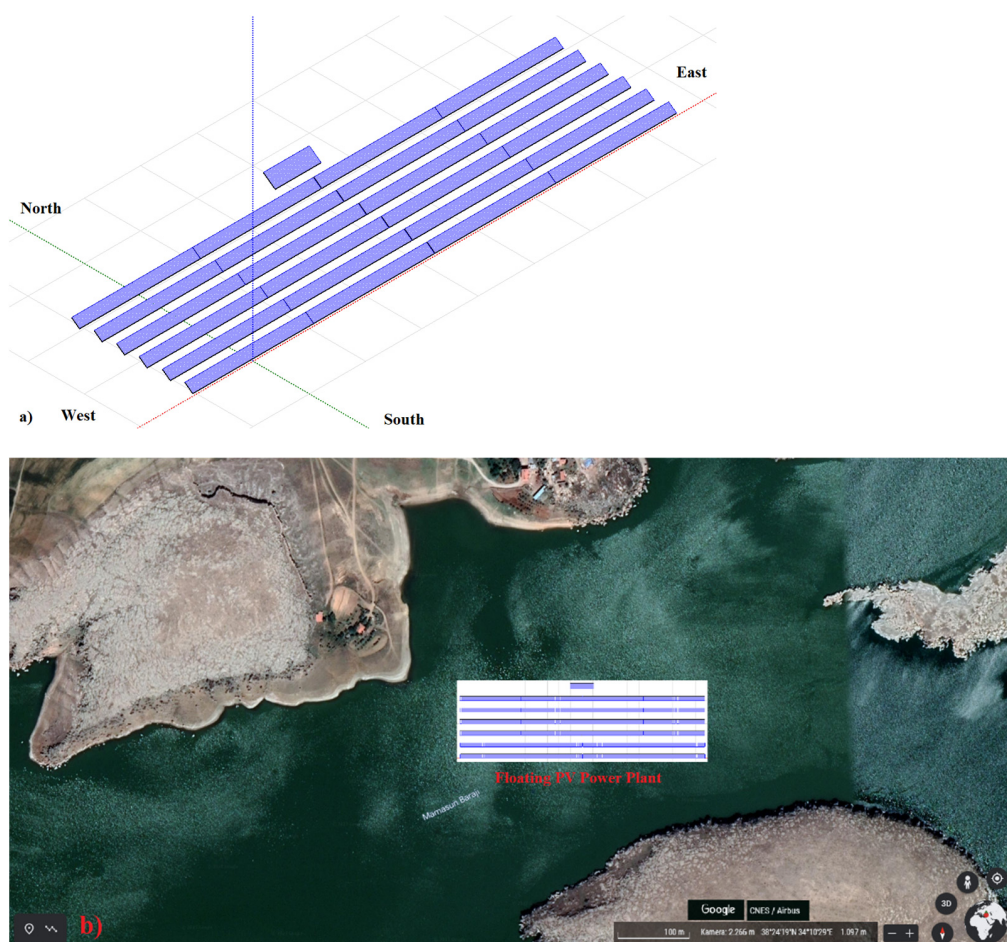 East
North
a)
West
South
Floating PV Power Plant
Mamasun Barajı
b)
Google
CNES / Airbus
3D
100 m
Kamera: 2.266 m
38°24'19"N 34°10'29"E
1.097 m